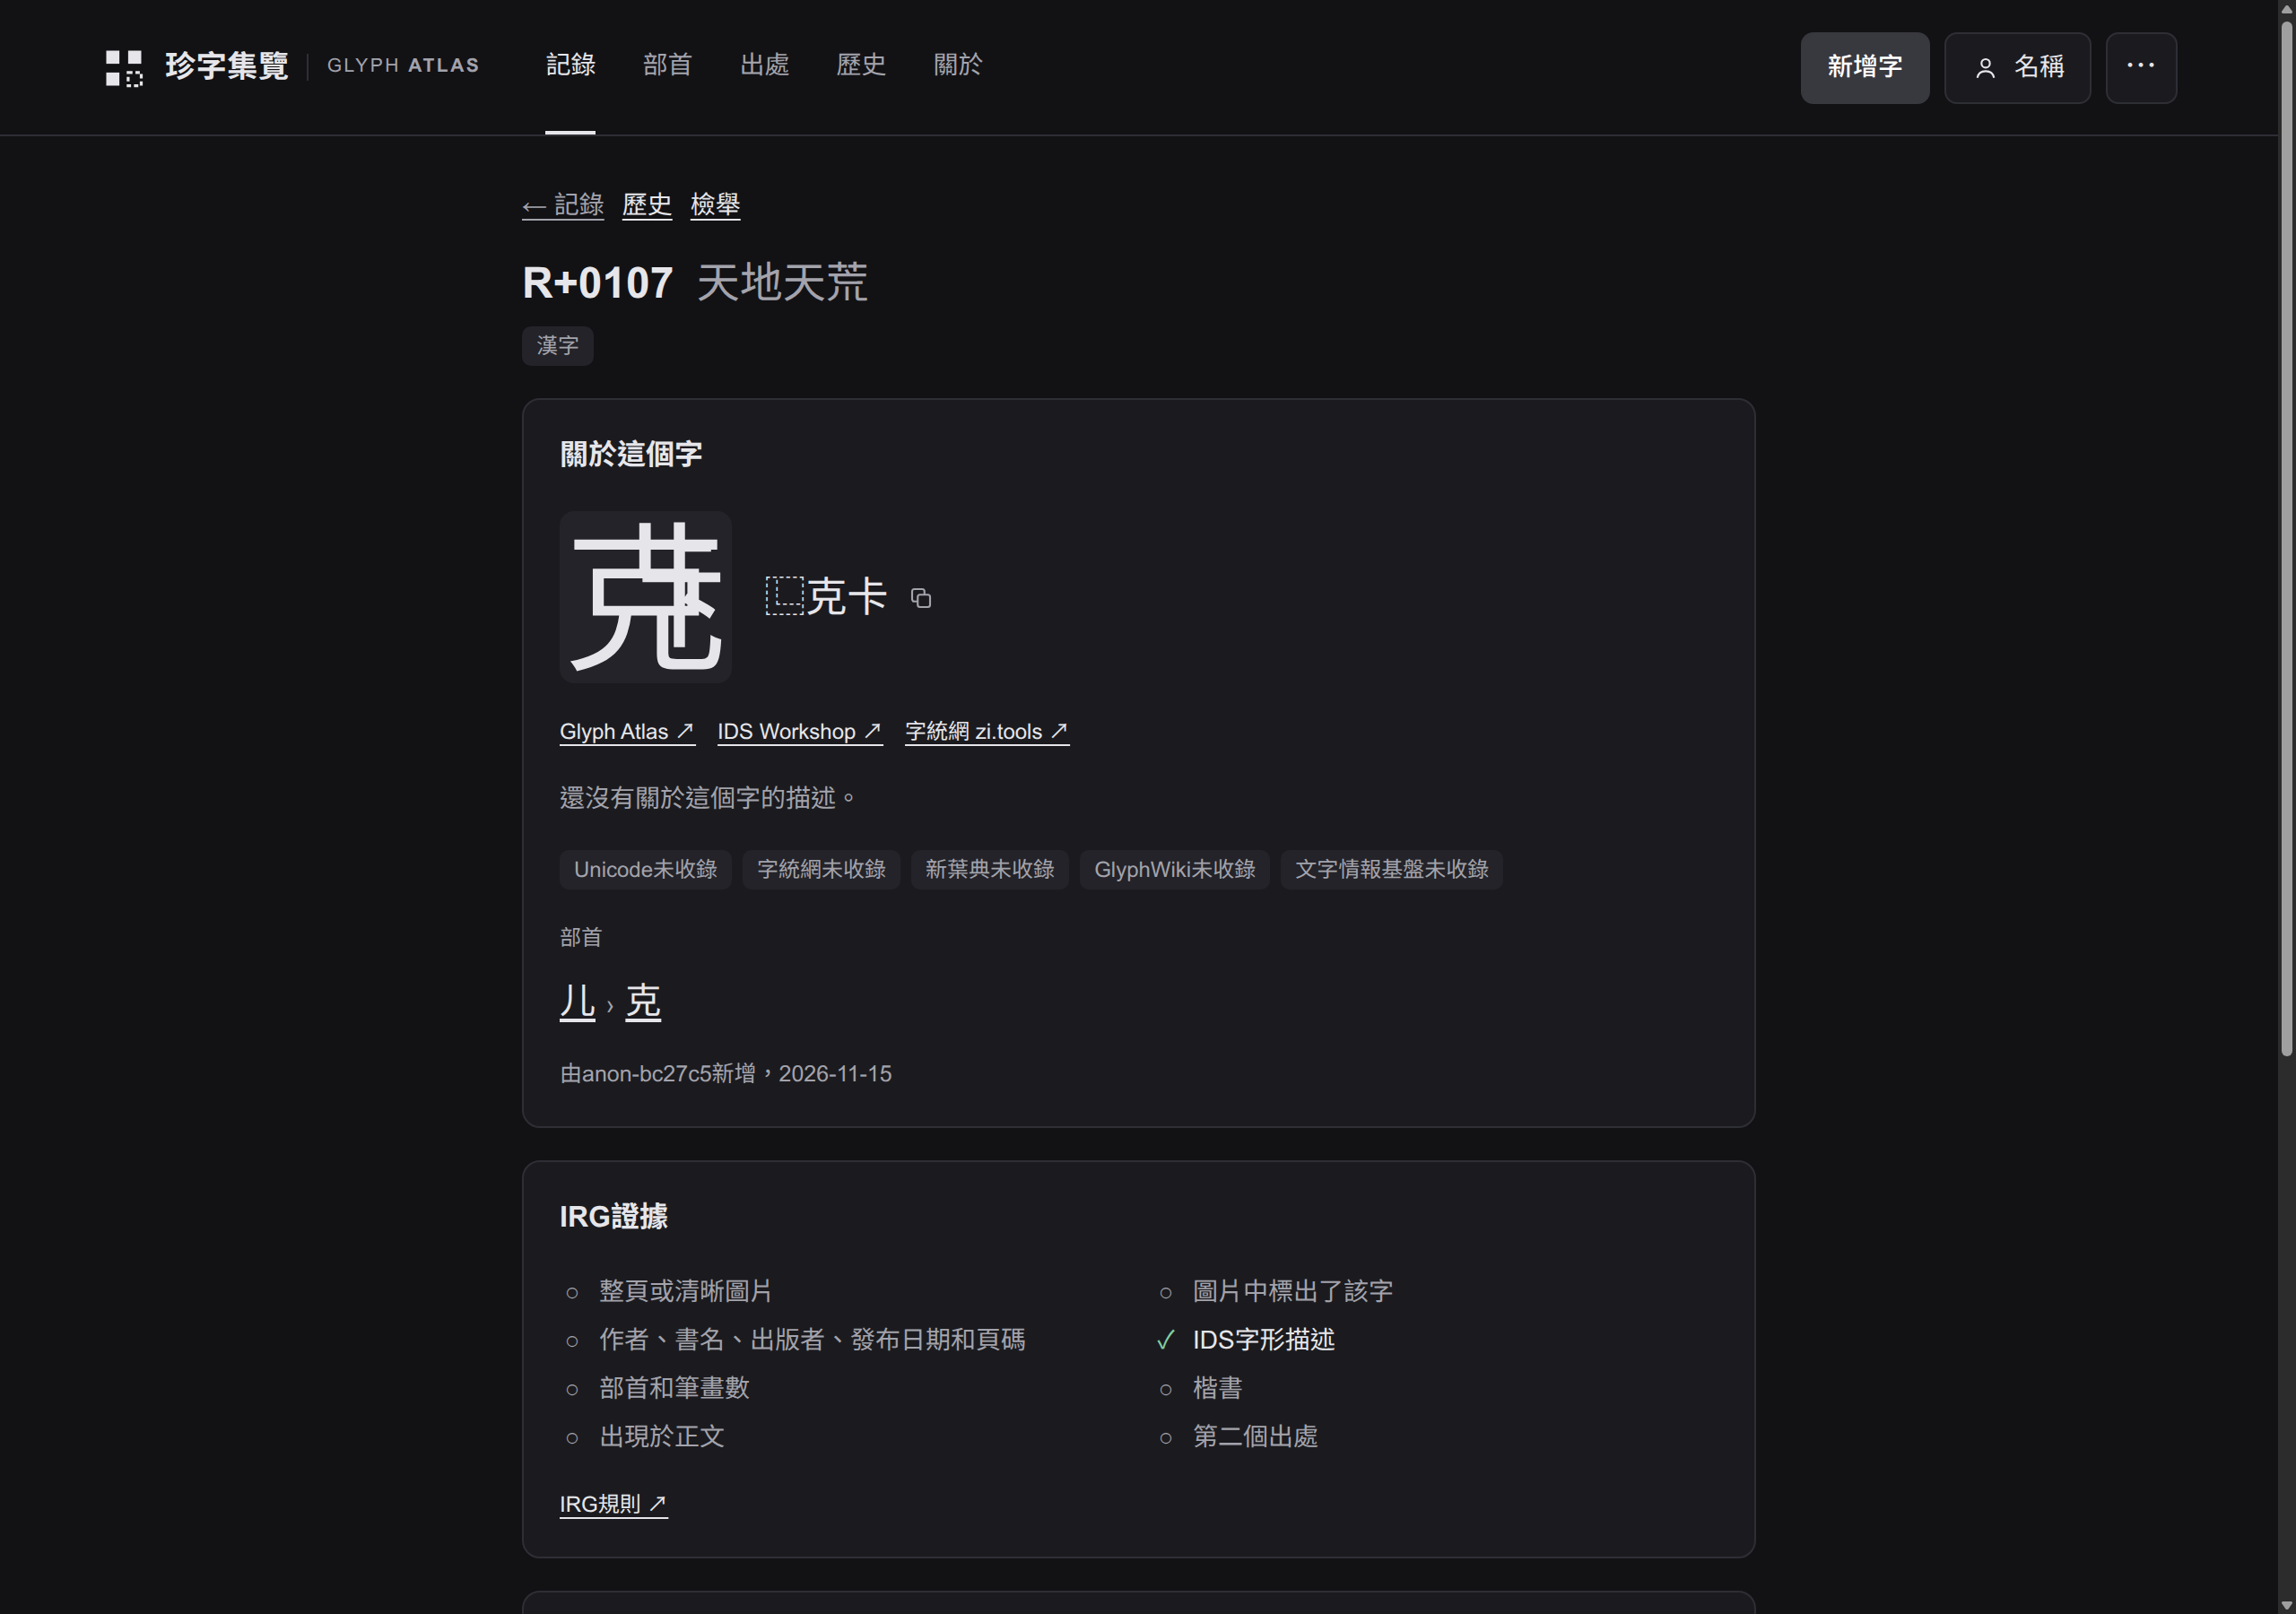 珍字集覽 GLYPH ATLAS 記錄 部首 出處 歷史 關於 新增字 名稱 ···
← 記錄 歷史 檢舉
R+0107 天地天荒
漢字
關於這個字
⿺克卡
Glyph Atlas ↗ IDS Workshop ↗ 字統網 zi.tools ↗
還沒有關於這個字的描述。
Unicode未收錄 字統網未收錄 新葉典未收錄 GlyphWiki未收錄 文字情報基盤未收錄
部首
儿 › 克
由anon-bc27c5新增，2026-11-15
IRG證據
○ 整頁或清晰圖片
○ 圖片中標出了該字
○ 作者、書名、出版者、發布日期和頁碼
✓ IDS字形描述
○ 部首和筆畫數
○ 楷書
○ 出現於正文
○ 第二個出處
IRG規則 ↗